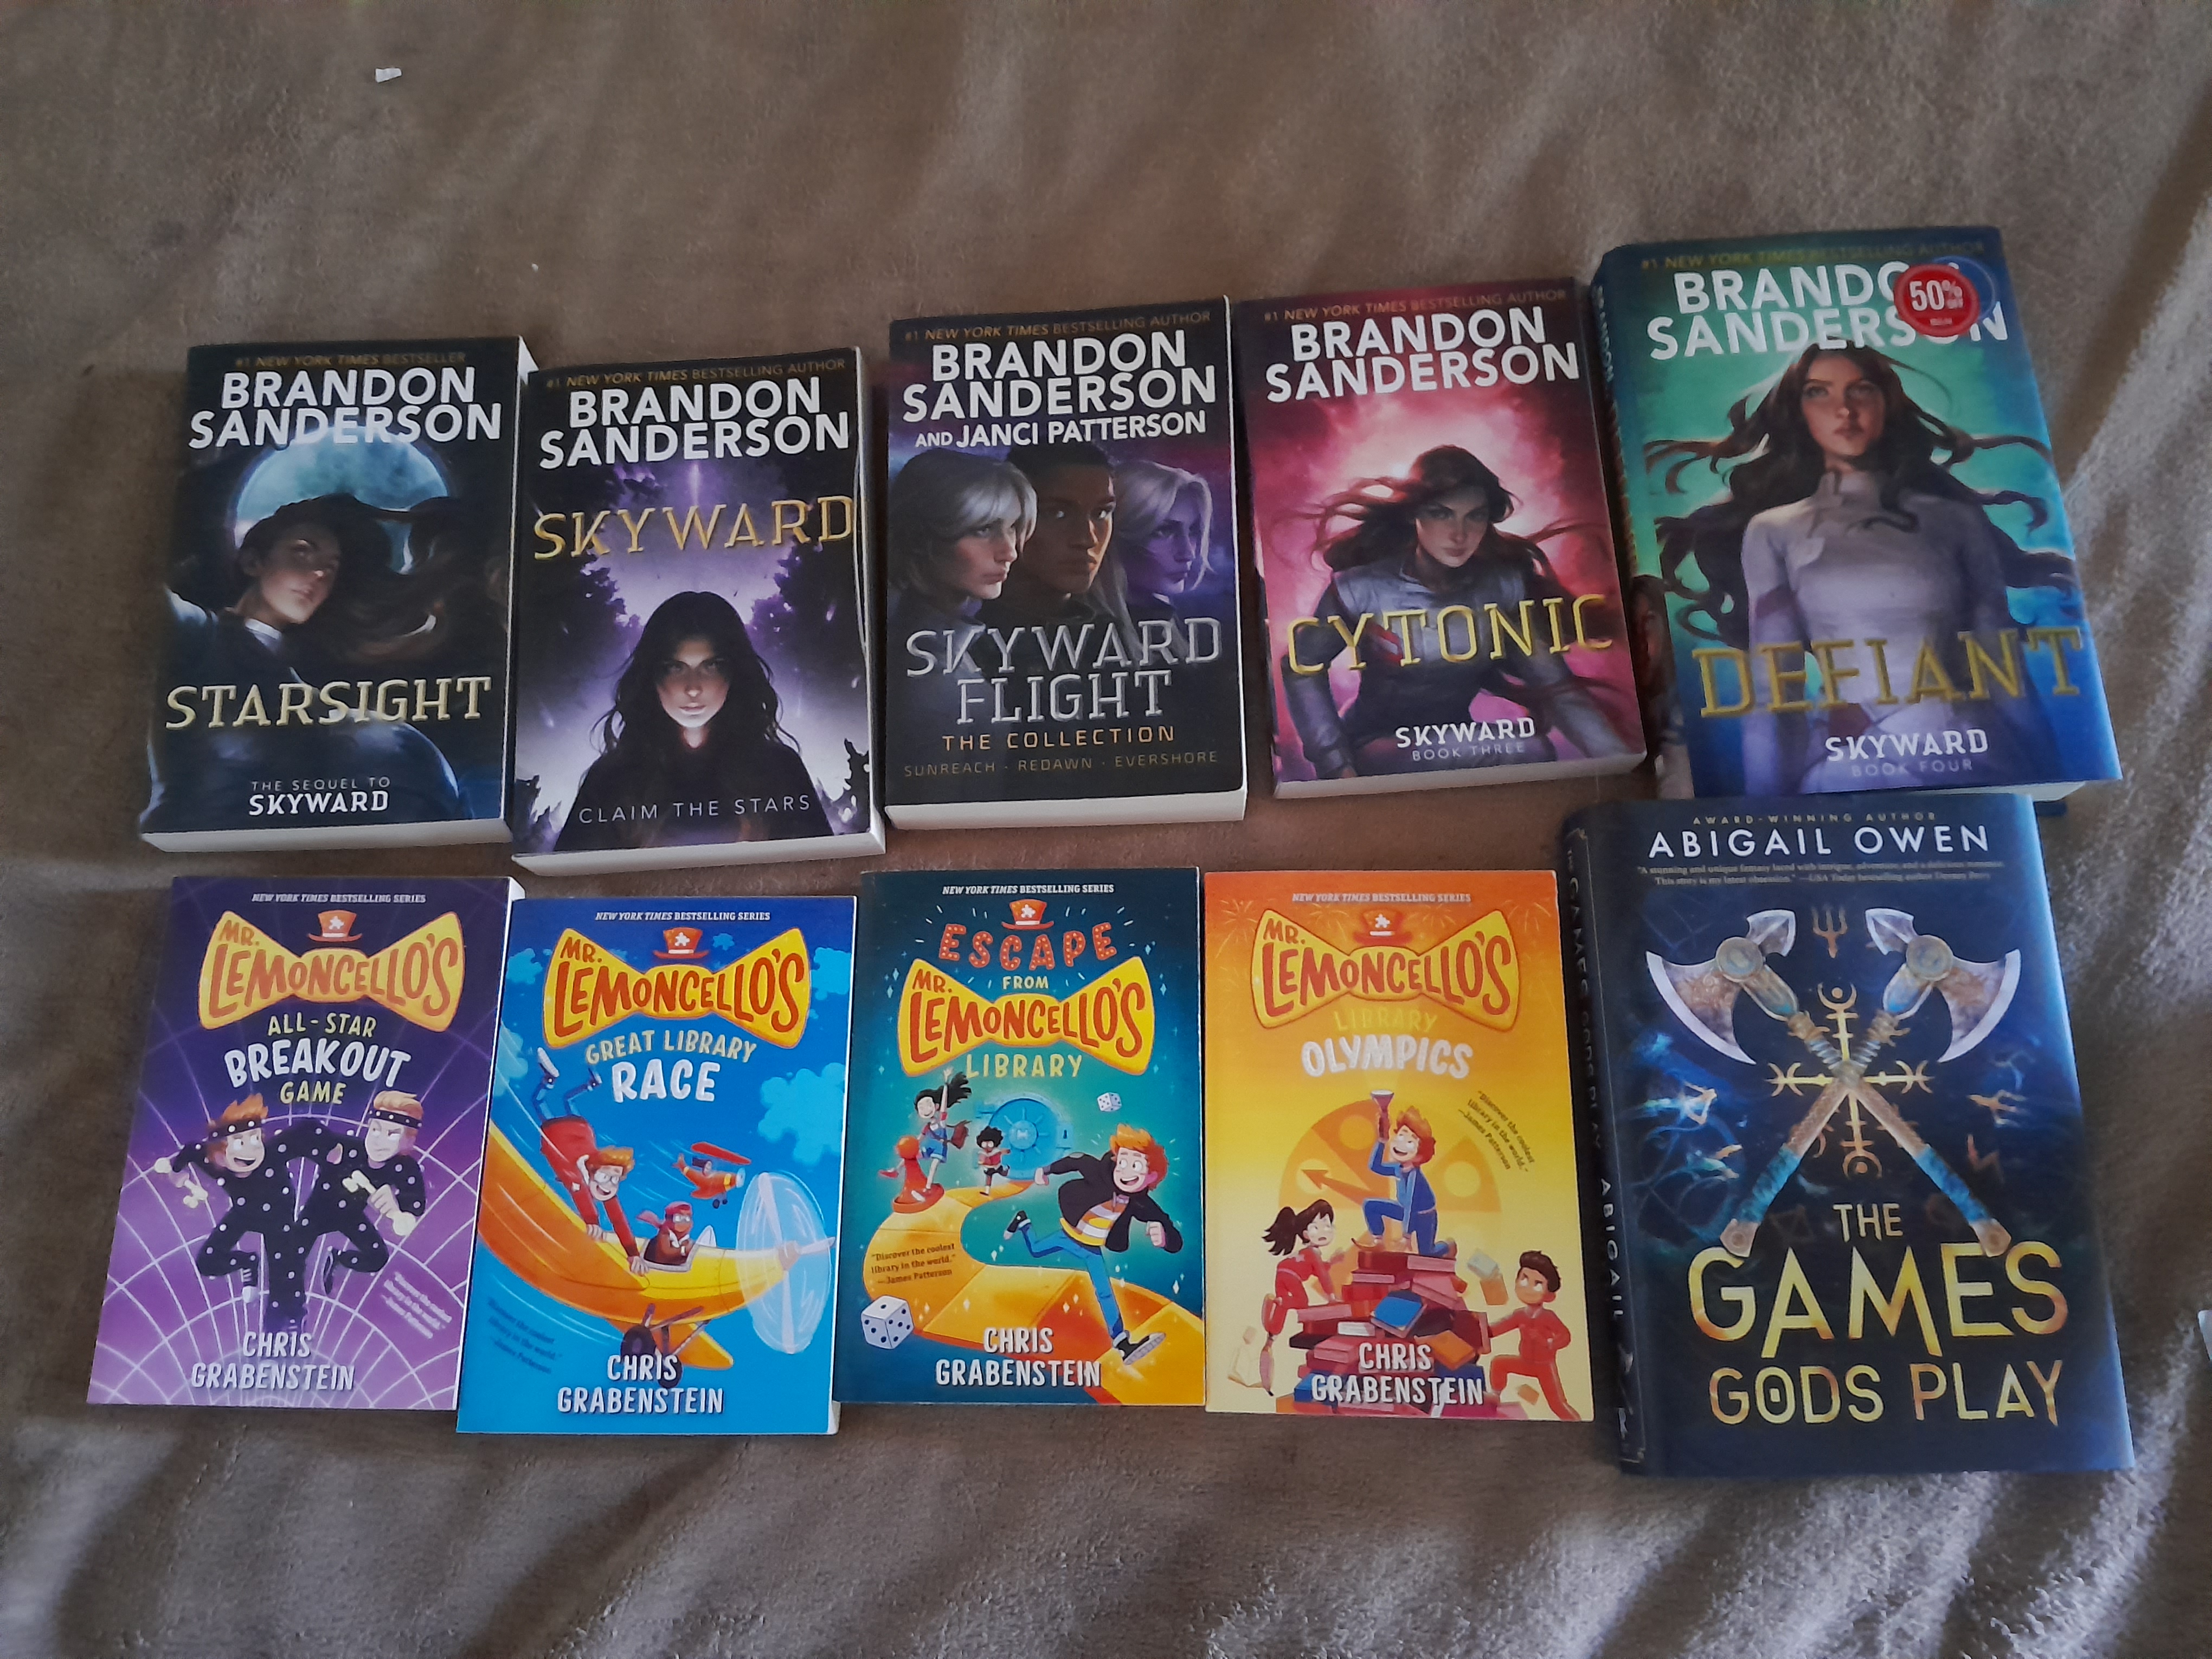 #1 NEW YORK TIMES BESTSELLER
BRANDON
SANDERSON
STARSIGHT
THE SEQUEL TO
SKYWARD
#1 NEW YORK TIMES BESTSELLING AUTHOR
BRANDON
SANDERSON
SKYWARD
CLAIM THE STARS
#1 NEW YORK TIMES BESTSELLING AUTHOR
BRANDON
SANDERSON
AND JANCI PATTERSON
SKYWARD
FLIGHT
THE COLLECTION
SUNREACH · REDAWN · EVERSHORE
#1 NEW YORK TIMES BESTSELLING AUTHOR
BRANDON
SANDERSON
CYTONIC
SKYWARD
BOOK THREE
#1 NEW YORK TIMES AUTHOR
BRANDON
SANDERSON
50%
DEFIANT
SKYWARD
BOOK FOUR
BRANDON
NEW YORK TIMES BESTSELLING SERIES
MR.
LEMONCELLO'S
ALL-STAR
BREAKOUT
GAME
CHRIS
GRABENSTEIN
NEW YORK TIMES BESTSELLING SERIES
MR.
LEMONCELLO'S
GREAT LIBRARY
RACE
CHRIS
GRABENSTEIN
NEW YORK TIMES BESTSELLING SERIES
ESCAPE
FROM
MR.
LEMONCELLO'S
LIBRARY
"Discover the coolest
library in the world."
—James Patterson
CHRIS
GRABENSTEIN
NEW YORK TIMES BESTSELLING SERIES
MR.
LEMONCELLO'S
LIBRARY
OLYMPICS
"Discover the coolest
library in the world."
—James Patterson
CHRIS
GRABENSTEIN
AWARD-WINNING AUTHOR
ABIGAIL OWEN
THE
GAMES
GODS PLAY
THE GAMES GODS PLAY ABIGAIL